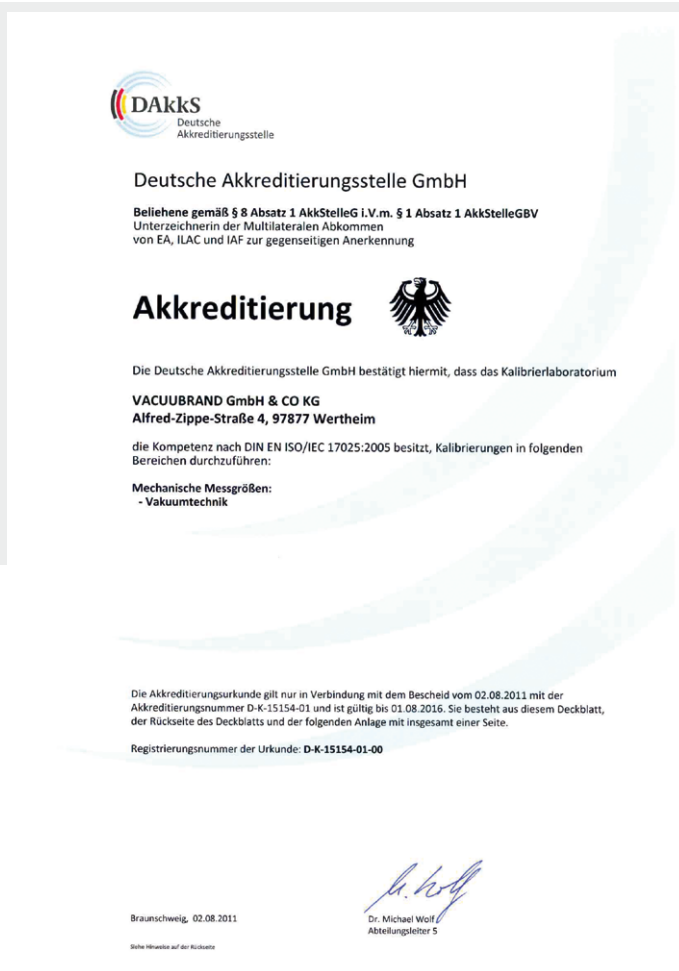 DAkkS
Deutsche
Akkreditierungsstelle
Deutsche Akkreditierungsstelle GmbH
Beliehene gemäß § 8 Absatz 1 AkkStelleG i.V.m. § 1 Absatz 1 AkkStelleGBV
Unterzeichnerin der Multilateralen Abkommen
von EA, ILAC und IAF zur gegenseitigen Anerkennung
Akkreditierung
Die Deutsche Akkreditierungsstelle GmbH bestätigt hiermit, dass das Kalibrierlaboratorium
VACUUBRAND GmbH & CO KG
Alfred-Zippe-Straße 4, 97877 Wertheim
die Kompetenz nach DIN EN ISO/IEC 17025:2005 besitzt, Kalibrierungen in folgenden
Bereichen durchzuführen:
Mechanische Messgrößen:
- Vakuumtechnik
Die Akkreditierungsurkunde gilt nur in Verbindung mit dem Bescheid vom 02.08.2011 mit der
Akkreditierungsnummer D-K-15154-01 und ist gültig bis 01.08.2016. Sie besteht aus diesem Deckblatt,
der Rückseite des Deckblatts und der folgenden Anlage mit insgesamt einer Seite.
Registrierungsnummer der Urkunde: D-K-15154-01-00
M. Wolf
Braunschweig, 02.08.2011
Dr. Michael Wolf
Abteilungsleiter 5
Siehe Hinweise auf der Rückseite